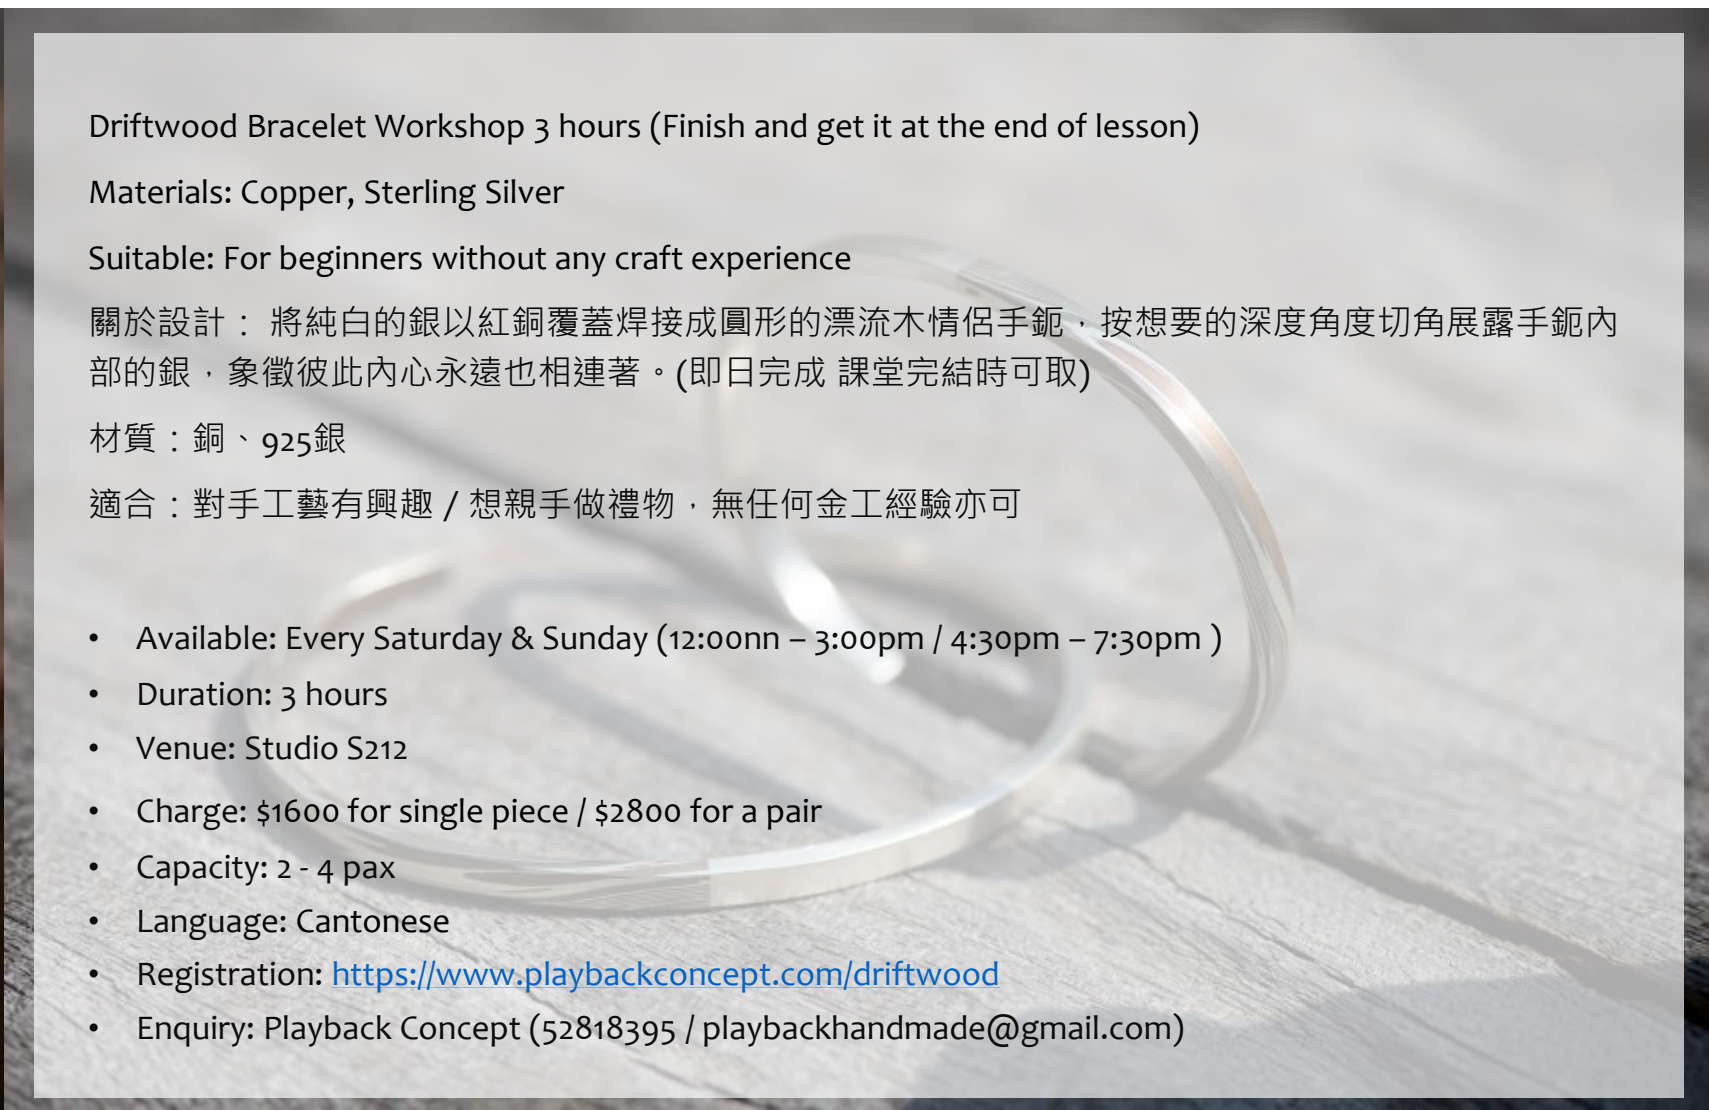 Driftwood Bracelet Workshop 3 hours (Finish and get it at the end of lesson)
Materials: Copper, Sterling Silver
Suitable: For beginners without any craft experience
關於設計： 將純白的銀以紅銅覆蓋焊接成圓形的漂流木情侶手鈪，按想要的深度角度切角展露手鈪內
部的銀，象徵彼此內心永遠也相連著。(即日完成 課堂完結時可取)
材質：銅、925銀
適合：對手工藝有興趣 / 想親手做禮物，無任何金工經驗亦可
• Available: Every Saturday & Sunday (12:00nn – 3:00pm / 4:30pm – 7:30pm )
• Duration: 3 hours
• Venue: Studio S212
• Charge: $1600 for single piece / $2800 for a pair
• Capacity: 2 - 4 pax
• Language: Cantonese
• Registration: https://www.playbackconcept.com/driftwood
• Enquiry: Playback Concept (52818395 / playbackhandmade@gmail.com)